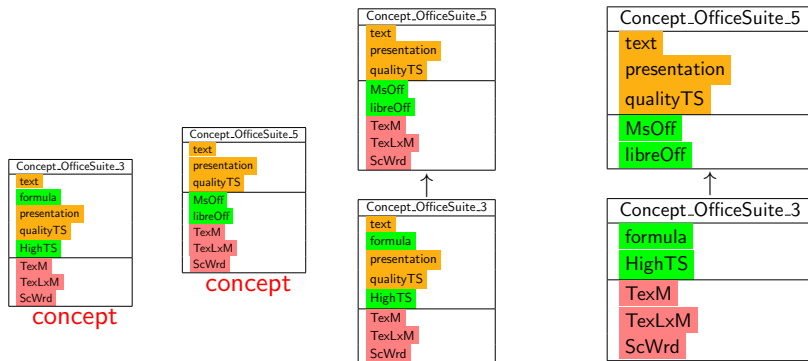 Concept_OfficeSuite_3
text
formula
presentation
qualityTS
HighTS
TexM
TexLxM
ScWrd
concept
Concept_OfficeSuite_5
text
presentation
qualityTS
MsOff
libreOff
TexM
TexLxM
ScWrd
concept
Concept_OfficeSuite_5
text
presentation
qualityTS
MsOff
libreOff
TexM
TexLxM
ScWrd
Concept_OfficeSuite_3
text
formula
presentation
qualityTS
HighTS
TexM
TexLxM
ScWrd
Concept_OfficeSuite_5
text
presentation
qualityTS
MsOff
libreOff
Concept_OfficeSuite_3
formula
HighTS
TexM
TexLxM
ScWrd